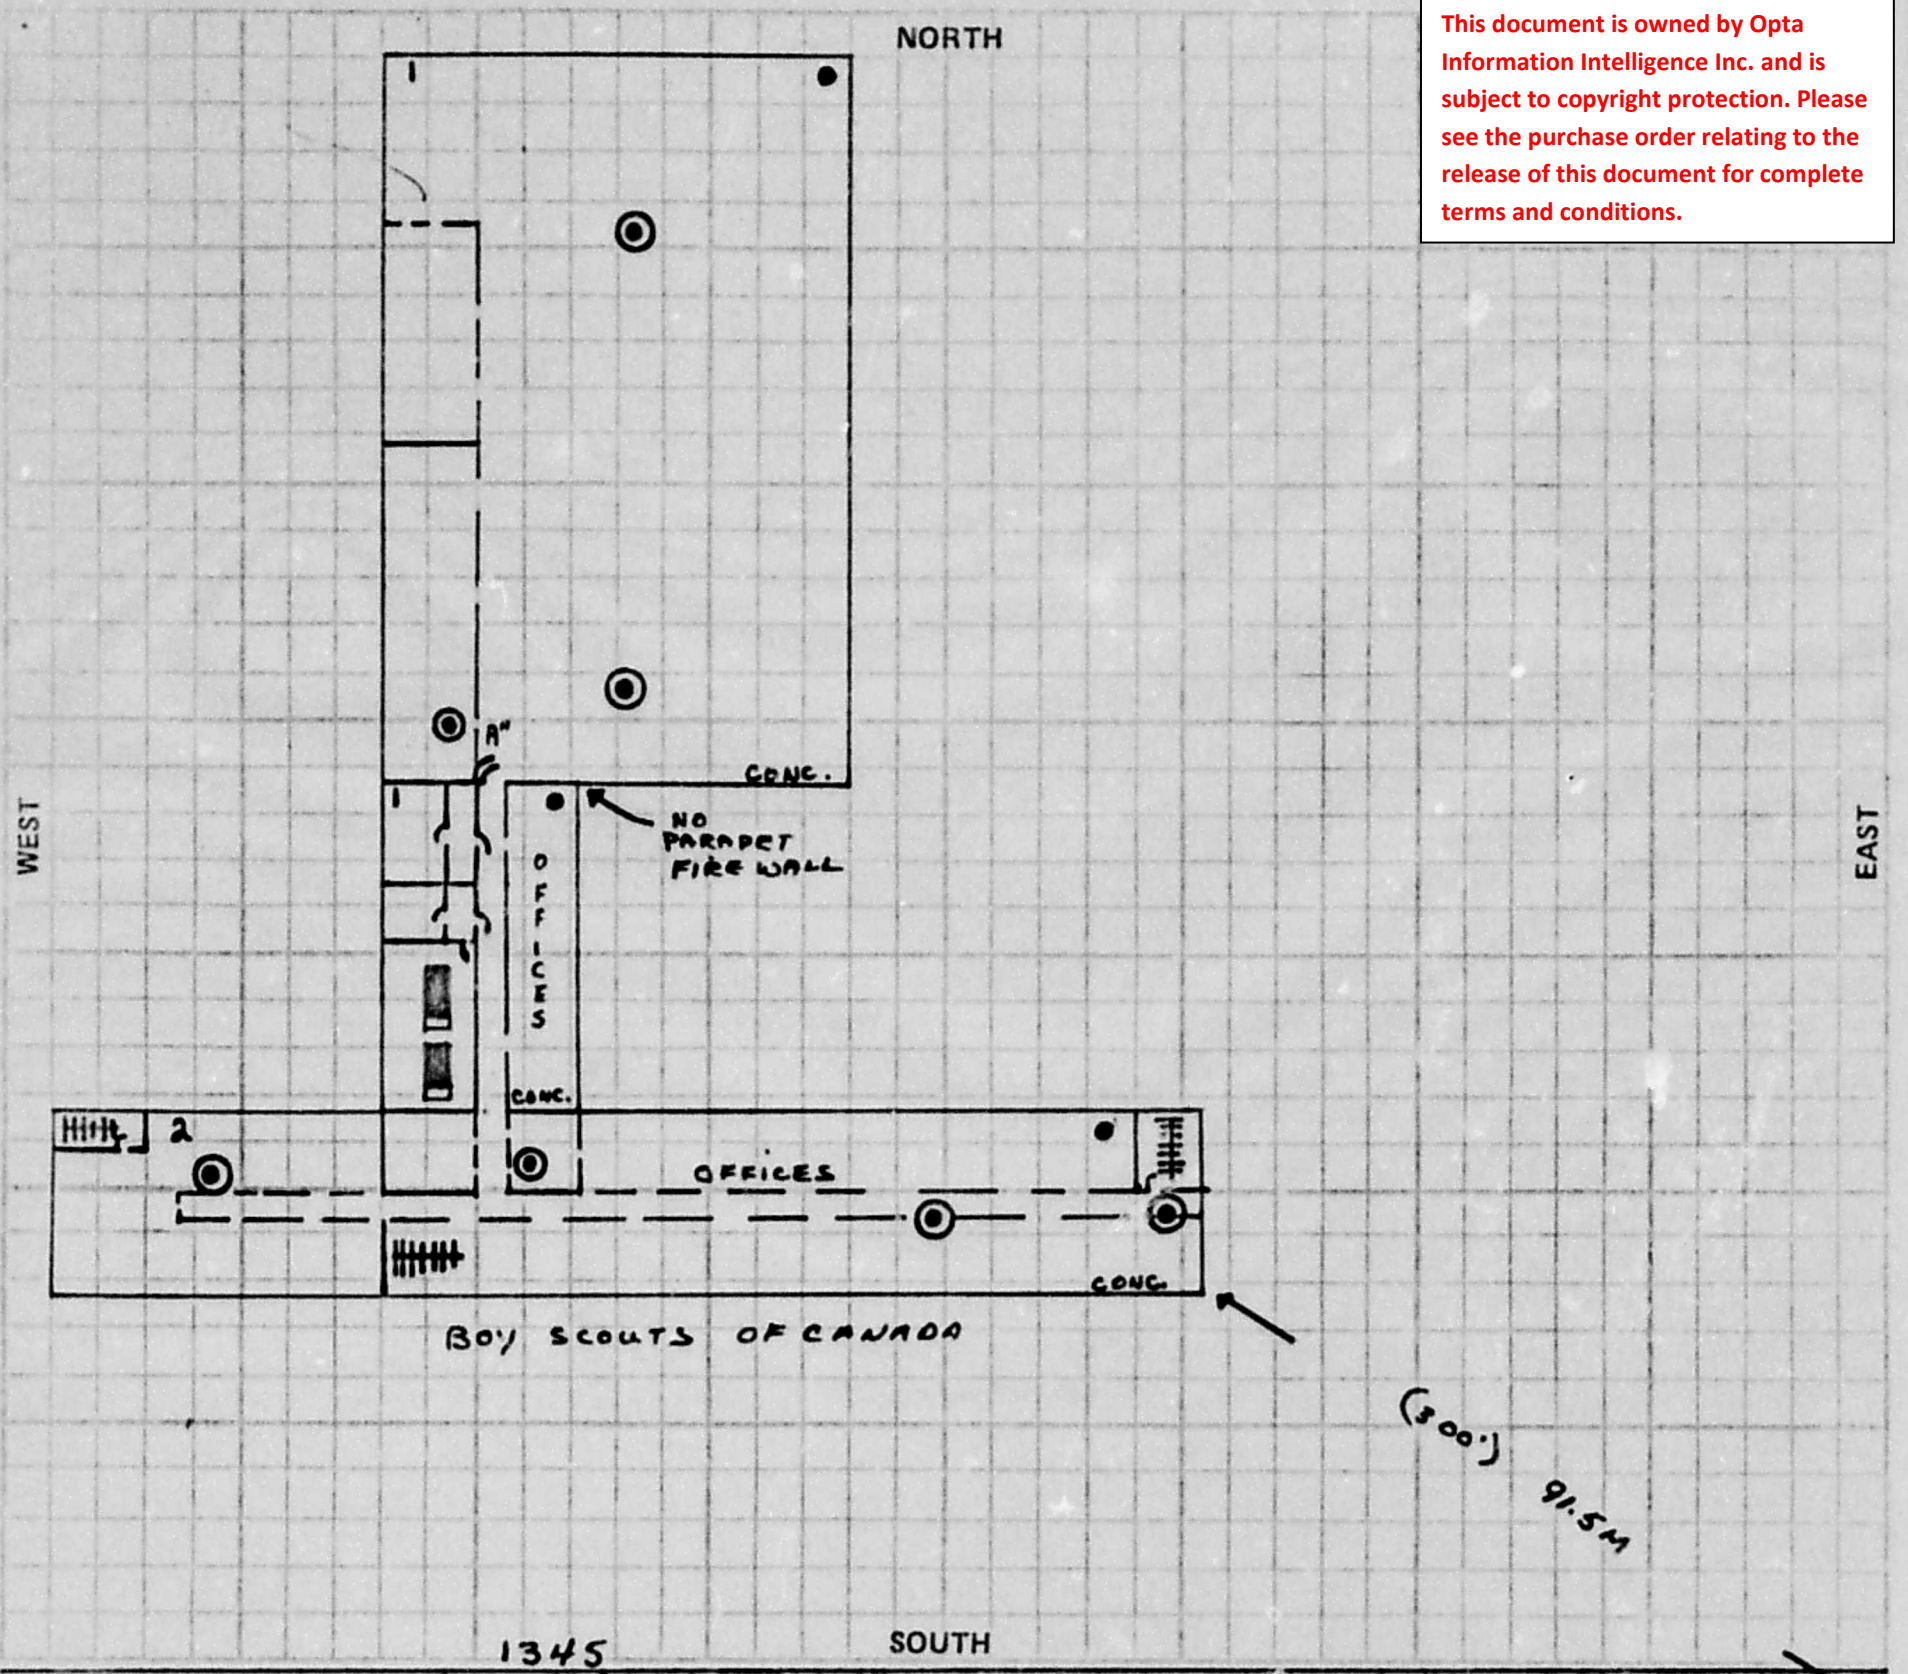 NORTH
This document is owned by Opta
Information Intelligence Inc. and is
subject to copyright protection. Please
see the purchase order relating to the
release of this document for complete
terms and conditions.
1
A"
CONC.
WEST
1
NO
PARAPET
FIRE WALL
EAST
OFFICES
CONC.
2
OFFICES
CONC.
BOY SCOUTS OF CANADA
(300')
91.5M
1345
SOUTH